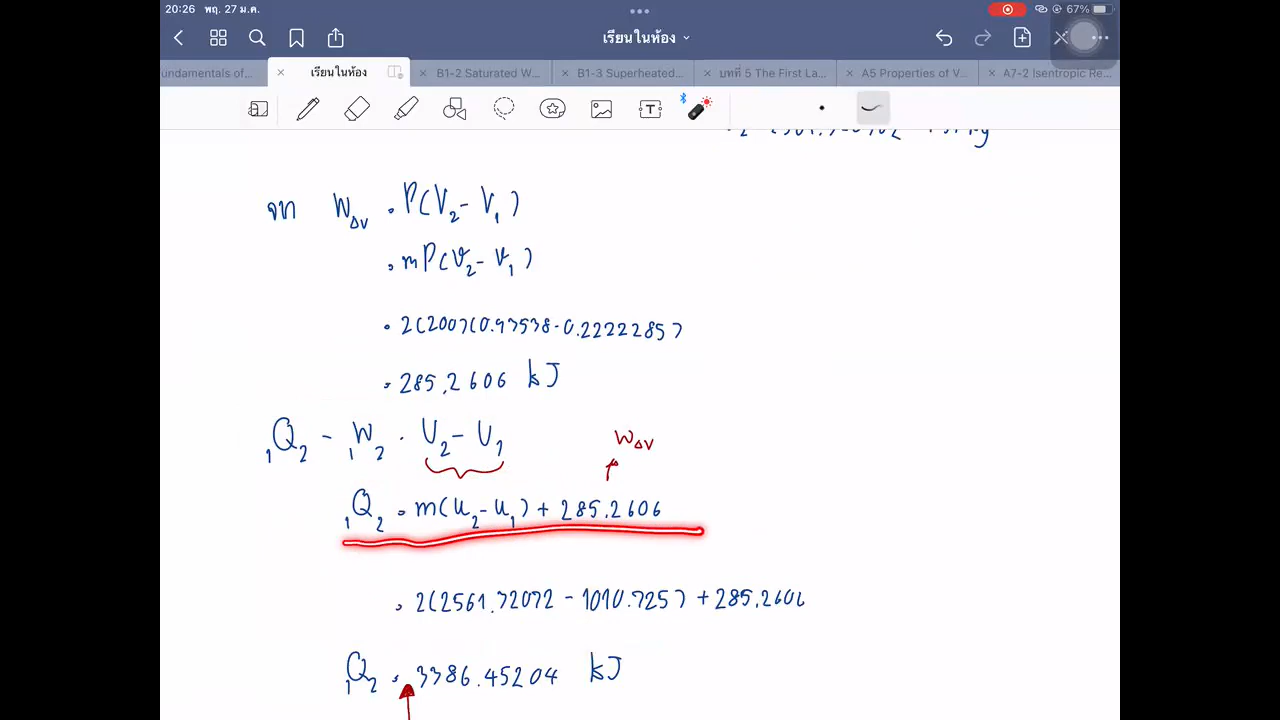 20:26 พฤ. 27 ม.ค.
67%
เรียนในห้อง
undamentals of...
เรียนในห้อง
B1-2 Saturated W...
B1-3 Superheated...
บทที่ 5 The First La...
A5 Properties of V...
A7-2 Isentropic Re...
จาก W∆V = P(V₂ - V₁)
= mP(v₂ - v₁)
= 2(200)(0.93538-0.2222285)
= 285.2606 kJ
₁Q₂ - ₁W₂ = U₂ - U₁
W∆V
₁Q₂ = m(u₂ - u₁) + 285.2606
= 2(2561.72072 - 1010.725) + 285.2606
₁Q₂ = 3386.45204 kJ